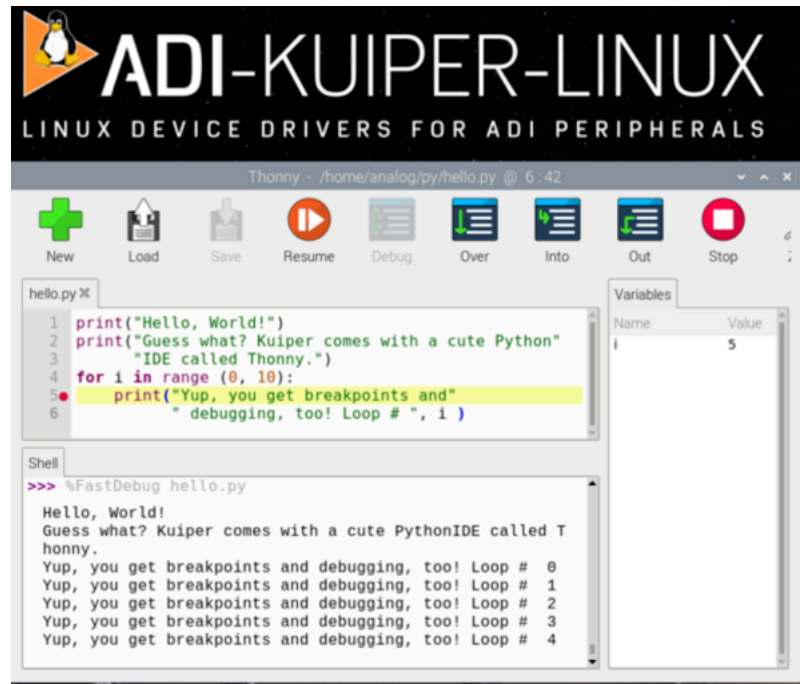 ADI-KUIPER-LINUX
LINUX DEVICE DRIVERS FOR ADI PERIPHERALS
Thonny - /home/analog/py/hello.py @ 6:42
New Load Save Resume Debug Over Into Out Stop
hello.py
1 print("Hello, World!")
2 print("Guess what? Kuiper comes with a cute Python"
3 "IDE called Thonny.")
4 for i in range (0, 10):
5 print("Yup, you get breakpoints and"
6 " debugging, too! Loop # ", i )
Variables
Name Value
i 5
Shell
>>> %FastDebug hello.py
Hello, World!
Guess what? Kuiper comes with a cute PythonIDE called T
honny.
Yup, you get breakpoints and debugging, too! Loop # 0
Yup, you get breakpoints and debugging, too! Loop # 1
Yup, you get breakpoints and debugging, too! Loop # 2
Yup, you get breakpoints and debugging, too! Loop # 3
Yup, you get breakpoints and debugging, too! Loop # 4